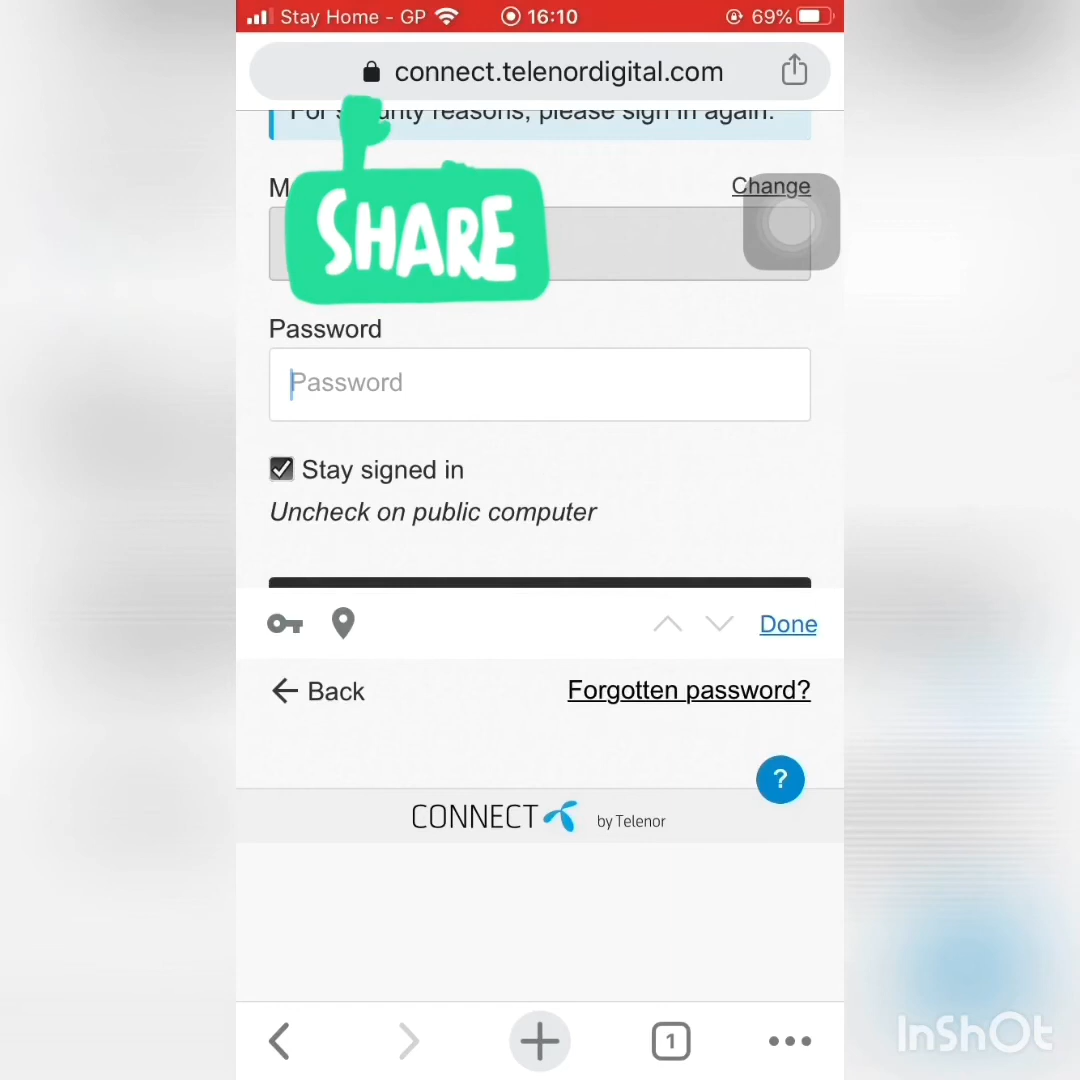 Stay Home - GP 16:10 69%
connect.telenordigital.com
For security reasons, please sign in again.
Change
SHARE
Password
Password
Stay signed in
Uncheck on public computer
Done
Back Forgotten password?
?
CONNECT by Telenor
1
InShOt